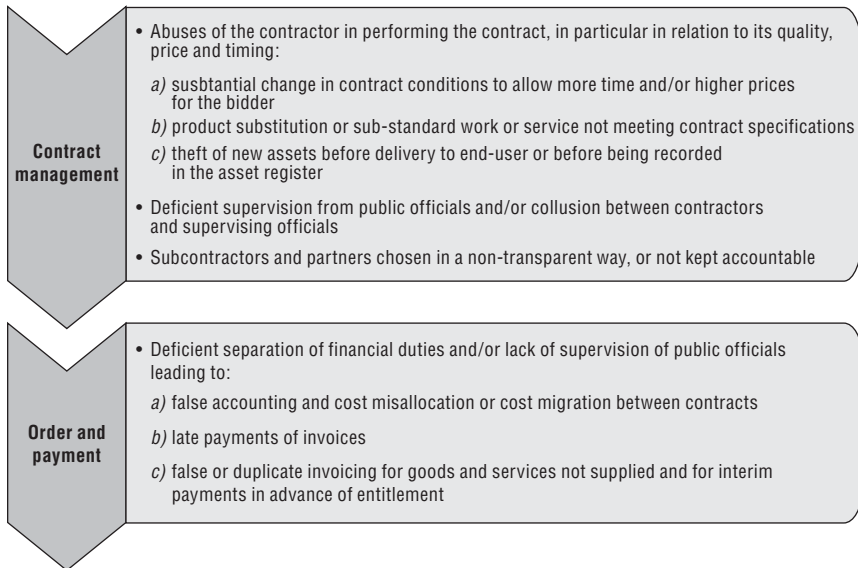 Contract
management
• Abuses of the contractor in performing the contract, in particular in relation to its quality,
price and timing:
a) susbtantial change in contract conditions to allow more time and/or higher prices
for the bidder
b) product substitution or sub-standard work or service not meeting contract specifications
c) theft of new assets before delivery to end-user or before being recorded
in the asset register
• Deficient supervision from public officials and/or collusion between contractors
and supervising officials
• Subcontractors and partners chosen in a non-transparent way, or not kept accountable
Order and
payment
• Deficient separation of financial duties and/or lack of supervision of public officials
leading to:
a) false accounting and cost misallocation or cost migration between contracts
b) late payments of invoices
c) false or duplicate invoicing for goods and services not supplied and for interim
payments in advance of entitlement